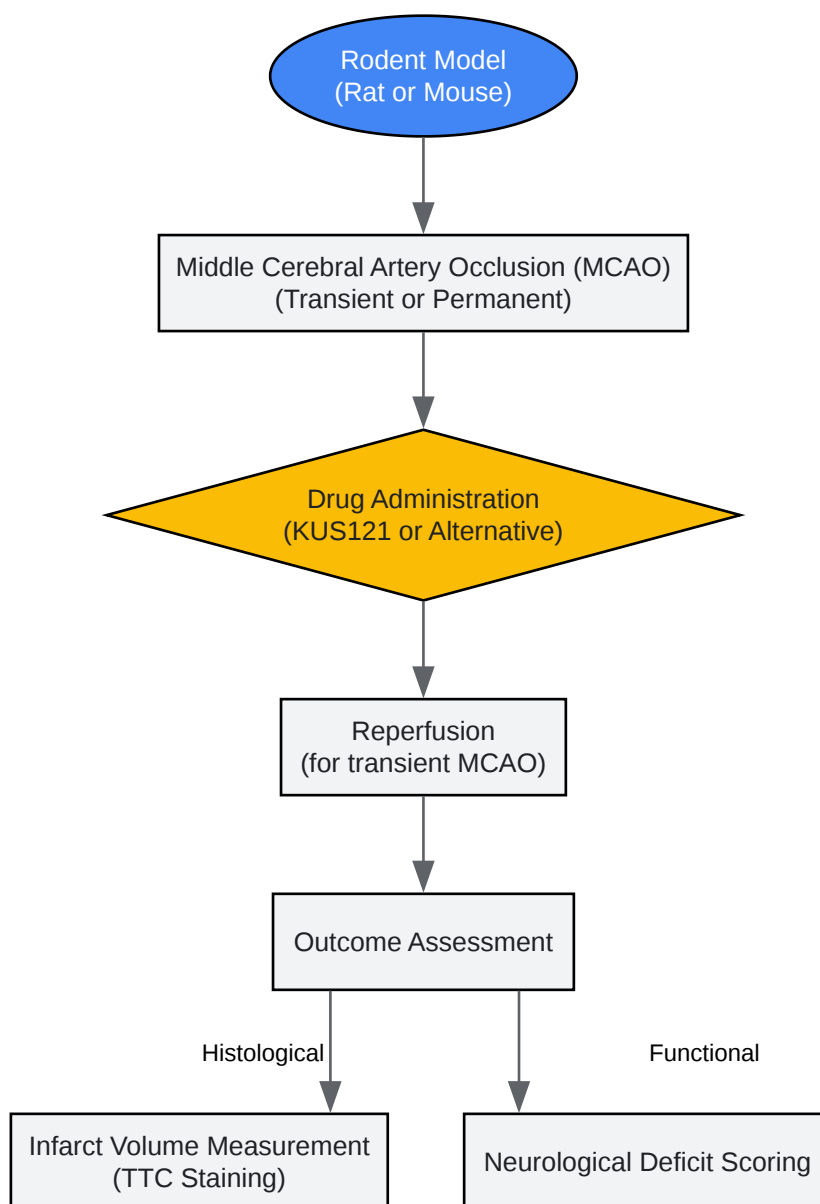 Rodent Model
(Rat or Mouse)
Middle Cerebral Artery Occlusion (MCAO)
(Transient or Permanent)
Drug Administration
(KUS121 or Alternative)
Reperfusion
(for transient MCAO)
Outcome Assessment
Histological
Functional
Infarct Volume Measurement
(TTC Staining)
Neurological Deficit Scoring